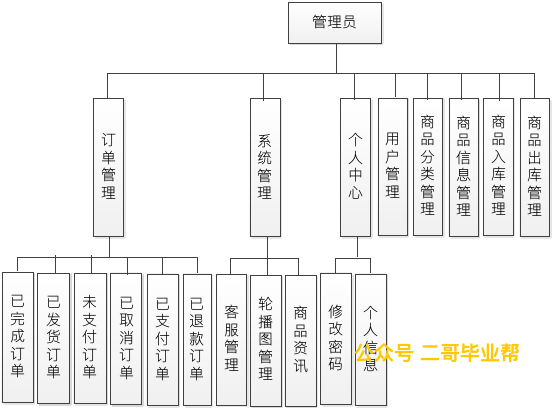 管理员
订单管理
系统管理
个人中心
用户管理
商品分类管理
商品信息管理
商品入库管理
商品出库管理
已完成订单
已发货订单
未支付订单
已取消订单
已支付订单
已退款订单
客服管理
轮播图管理
商品资讯
修改密码
个人信息
公众号 二哥毕业帮